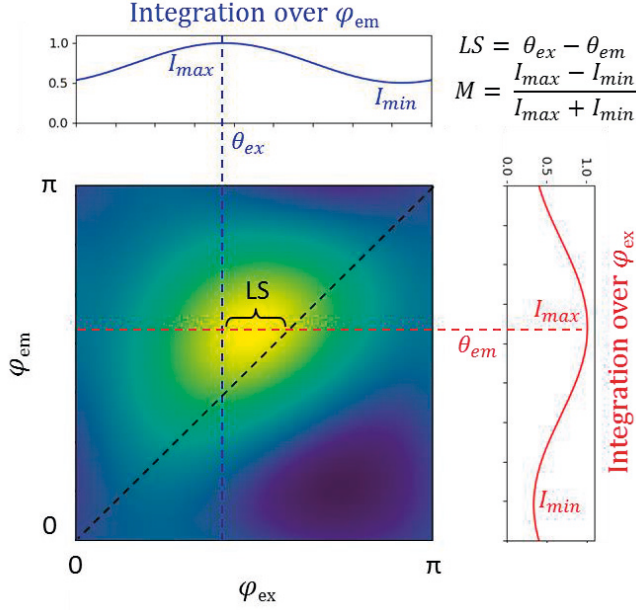 Integration over φem
1.0
0.5
0.0
Imax
Imin
θex
LS = θex − θem
M = (Imax − Imin) / (Imax + Imin)
0.0
0.5
1.0
Imax
Imin
Integration over φex
π
φem
0
LS
θem
0
π
φex